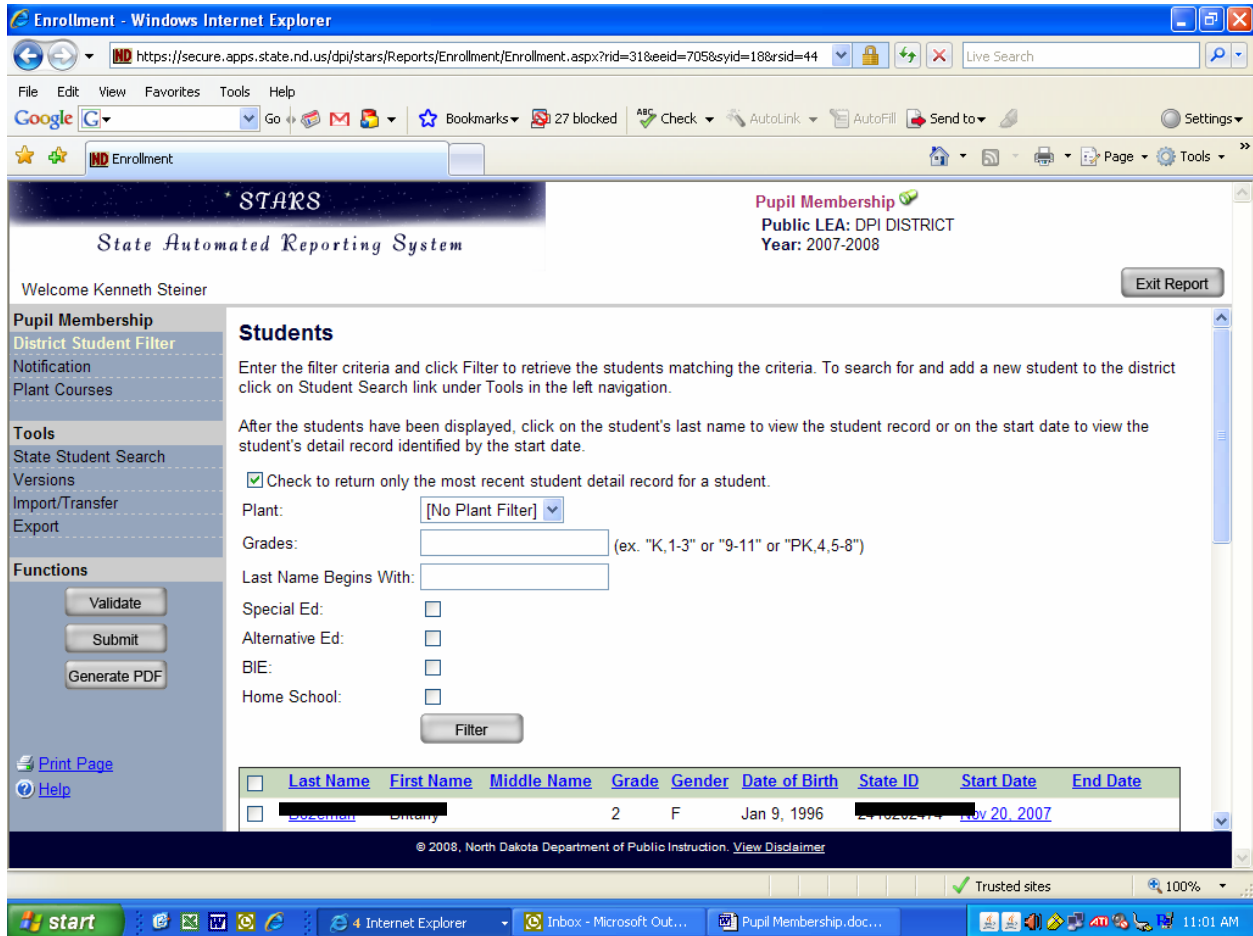 Enrollment - Windows Internet Explorer
https://secure.apps.state.nd.us/dpi/stars/Reports/Enrollment/Enrollment.aspx?rid=31&eeid=705&syid=18&rsid=44
Live Search
File Edit View Favorites Tools Help
Google G Go Bookmarks 27 blocked ABC Check AutoLink AutoFill Send to Settings
ND Enrollment Page Tools
STARS
State Automated Reporting System
Pupil Membership
Public LEA: DPI DISTRICT
Year: 2007-2008
Welcome Kenneth Steiner
Exit Report
Pupil Membership
District Student Filter
Notification
Plant Courses
Tools
State Student Search
Versions
Import/Transfer
Export
Functions
Validate
Submit
Generate PDF
Print Page
Help
Students
Enter the filter criteria and click Filter to retrieve the students matching the criteria. To search for and add a new student to the district
click on Student Search link under Tools in the left navigation.
After the students have been displayed, click on the student's last name to view the student record or on the start date to view the
student's detail record identified by the start date.
Check to return only the most recent student detail record for a student.
Plant: [No Plant Filter]
Grades: (ex. "K,1-3" or "9-11" or "PK,4,5-8")
Last Name Begins With:
Special Ed:
Alternative Ed:
BIE:
Home School:
Filter
Last Name First Name Middle Name Grade Gender Date of Birth State ID Start Date End Date
2 F Jan 9, 1996 Nov 20, 2007
© 2008, North Dakota Department of Public Instruction. View Disclaimer
Trusted sites 100%
start 4 Internet Explorer Inbox - Microsoft Out... Pupil Membership.doc... 11:01 AM